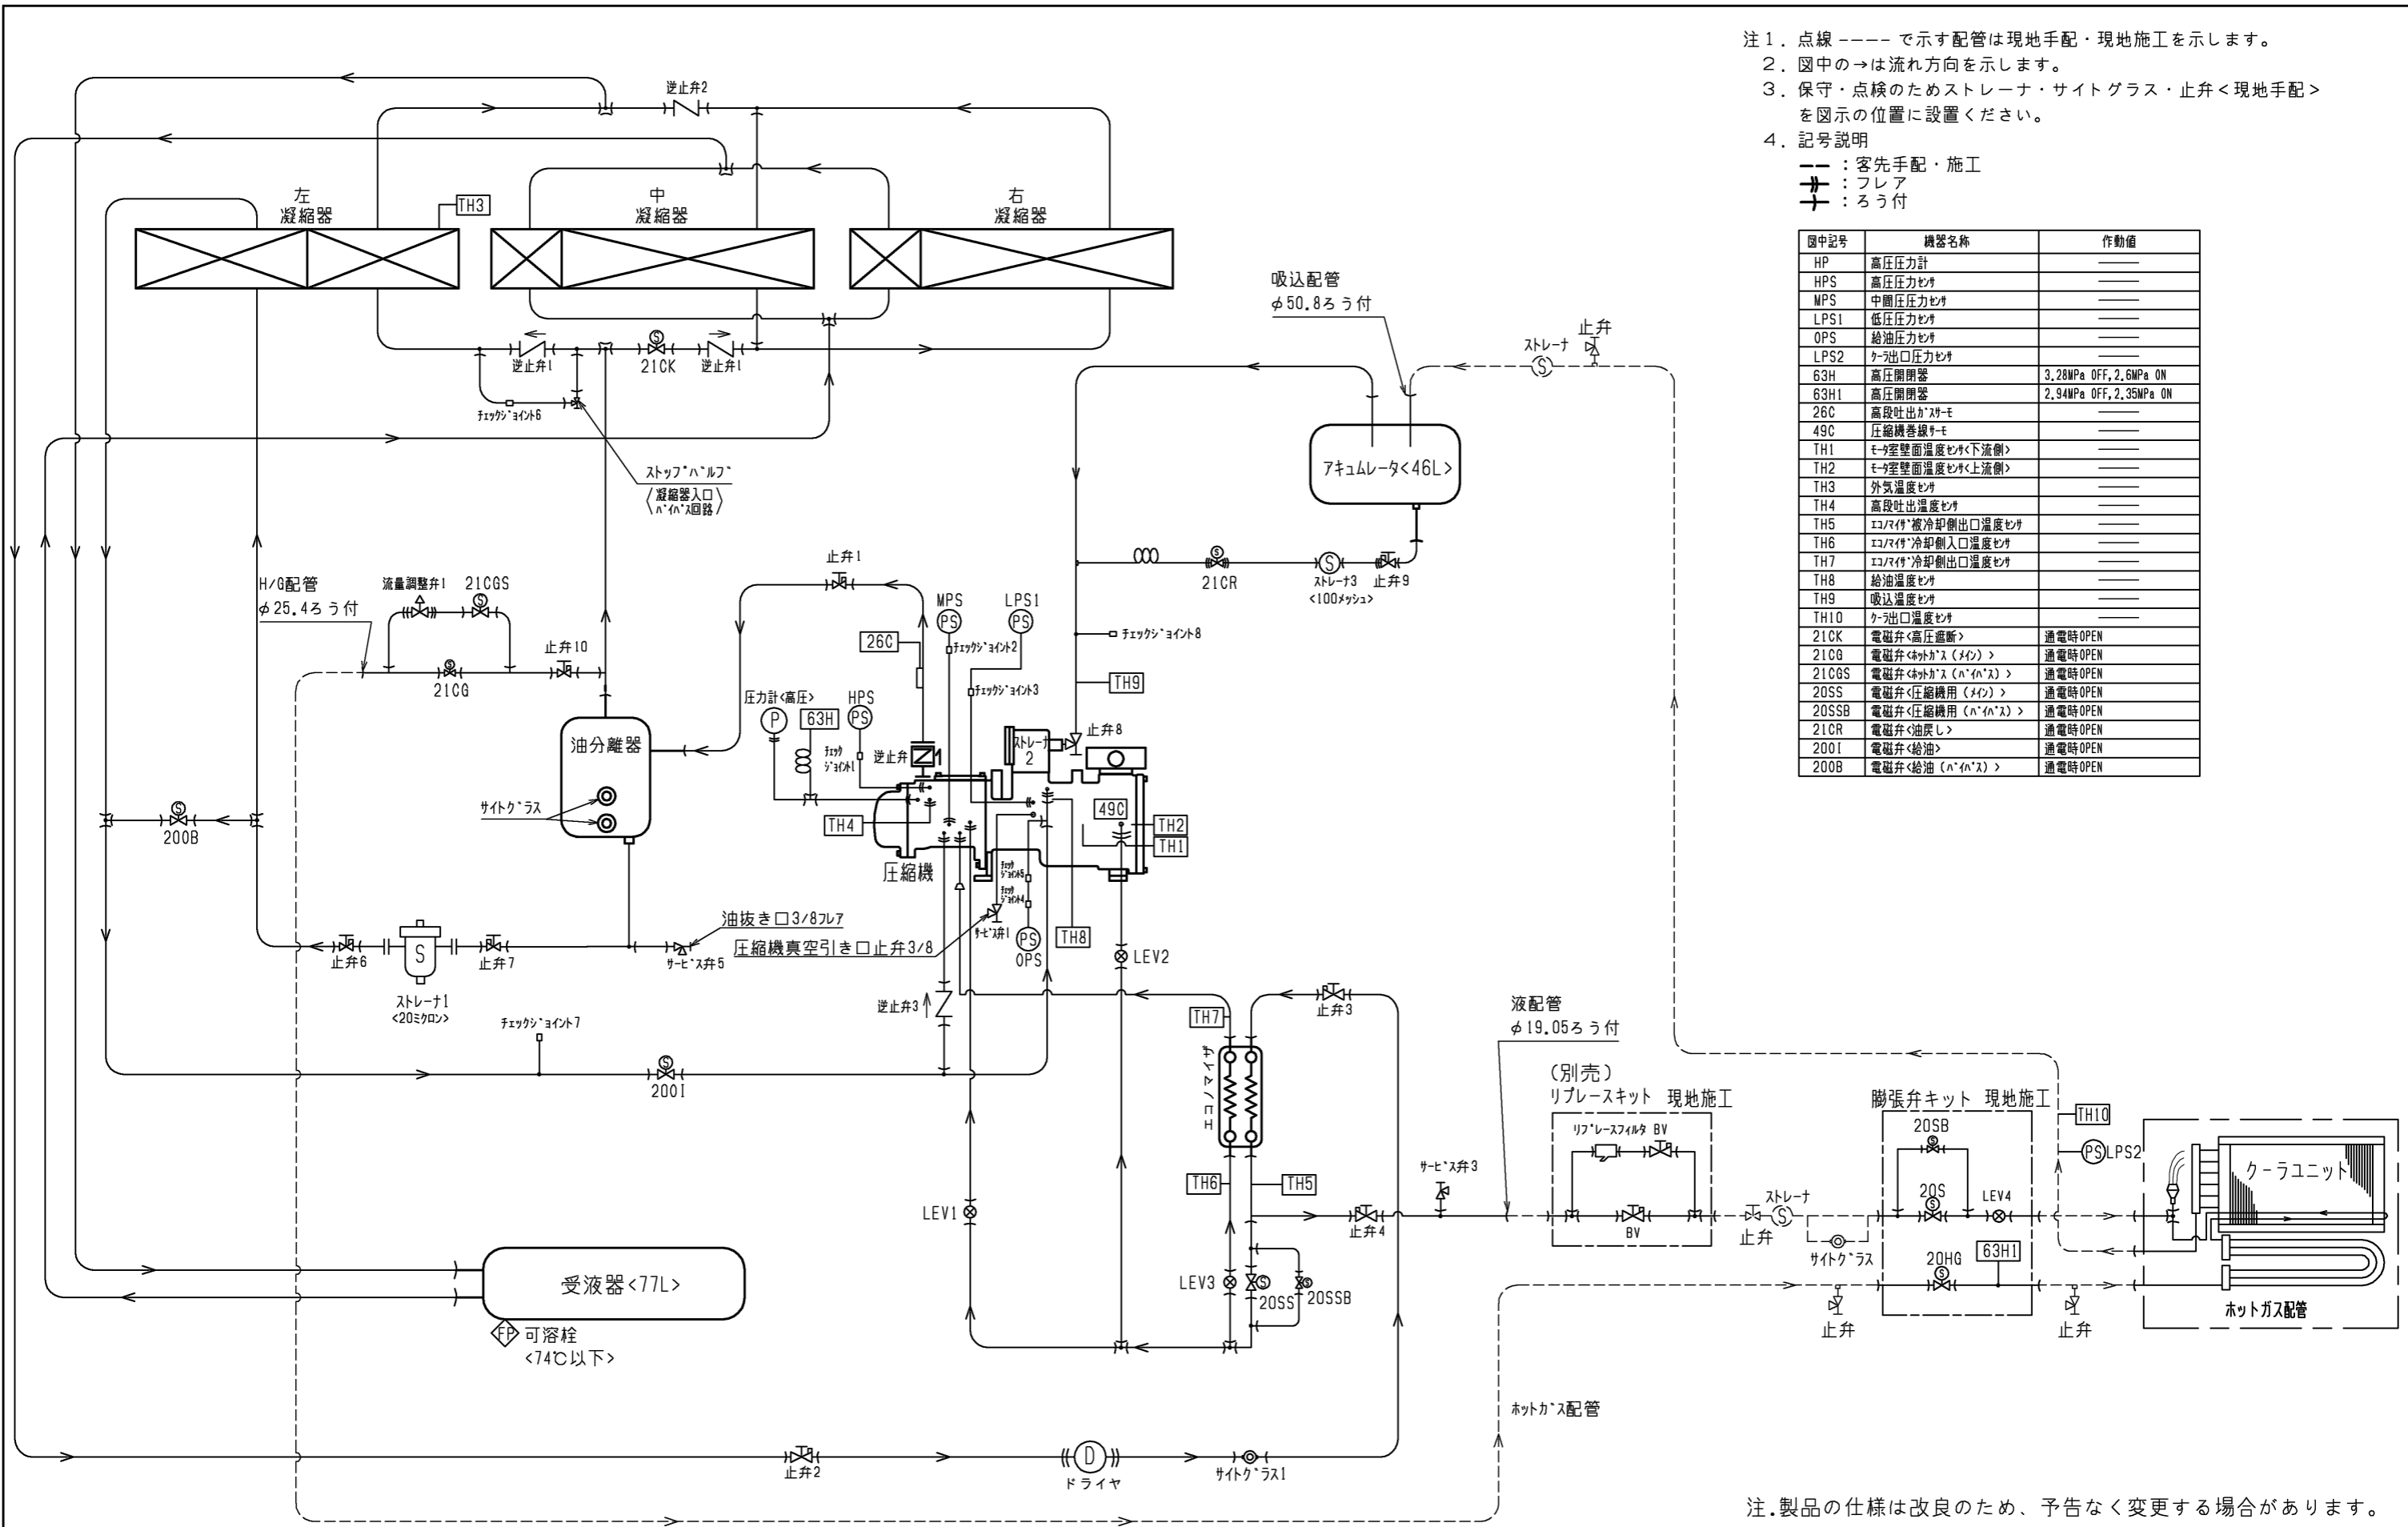 注1. 点線 ---- で示す配管は現地手配・現地施工を示します。
2. 図中の→は流れ方向を示します。
3. 保守・点検のためストレーナ・サイトグラス・止弁<現地手配>
を図示の位置に設置ください。
4. 記号説明
：客先手配・施工
：フレア
：ろう付
図中記号 機器名称 作動値
HP 高圧圧力計 ———
HPS 高圧圧力センサ ———
MPS 中間圧圧力センサ ———
LPS1 低圧圧力センサ ———
OPS 給油圧力センサ ———
LPS2 クーラ出口圧力センサ ———
63H 高圧開閉器 3.28MPa OFF,2.6MPa ON
63H1 高圧開閉器 2.94MPa OFF,2.35MPa ON
26C 高段吐出ガスサーモ ———
49C 圧縮機巻線サーモ ———
TH1 モータ室壁面温度センサ<下流側> ———
TH2 モータ室壁面温度センサ<上流側> ———
TH3 外気温度センサ ———
TH4 高段吐出温度センサ ———
TH5 エコノマイザ被冷却側出口温度センサ ———
TH6 エコノマイザ冷却側入口温度センサ ———
TH7 エコノマイザ冷却側出口温度センサ ———
TH8 給油温度センサ ———
TH9 吸込温度センサ ———
TH10 クーラ出口温度センサ ———
21CK 電磁弁<高圧遮断> 通電時OPEN
21CG 電磁弁<ホットガス(メイン)> 通電時OPEN
21CGS 電磁弁<ホットガス(バイパス)> 通電時OPEN
20SS 電磁弁<圧縮機用(メイン)> 通電時OPEN
20SSB 電磁弁<圧縮機用(バイパス)> 通電時OPEN
21CR 電磁弁<油戻し> 通電時OPEN
20OI 電磁弁<給油> 通電時OPEN
20OB 電磁弁<給油(バイパス)> 通電時OPEN
逆止弁2
左
凝縮器
TH3
中
凝縮器
右
凝縮器
逆止弁1
21CK
逆止弁1
チェックジョイント6
ストップバルブ
〈凝縮器入口
バイパス回路〉
吸込配管
φ50.8ろう付
ストレーナ
S
止弁
アキュムレータ<46L>
21CR
S
ストレーナ3
<100メッシュ>
止弁9
チェックジョイント8
TH9
止弁8
H/G配管
φ25.4ろう付
流量調整弁1
21CGS
21CG
止弁10
止弁1
26C
MPS
PS
チェックジョイント2
LPS1
PS
チェックジョイント3
圧力計<高圧>
P
63H
HPS
PS
チェック
ジョイント1
逆止弁
ストレーナ
2
油分離器
サイトグラス
TH4
49C
TH2
TH1
圧縮機
チェック
ジョイント5
チェック
ジョイント4
サービス弁1
PS
OPS
TH8
LEV2
20OB
油抜き口3/8フレア
圧縮機真空引き口止弁3/8
サービス弁5
止弁6
S
止弁7
ストレーナ1
<20ミクロン>
チェックジョイント7
20OI
逆止弁3
TH7
エコノマイザ
止弁3
TH6
TH5
LEV1
LEV3
20SS
20SSB
液配管
φ19.05ろう付
サービス弁3
止弁4
(別売)
リプレースキット 現地施工
リプレースフィルタ BV
BV
ストレーナ
S
止弁
サイトグラス
膨張弁キット 現地施工
20SB
20S
LEV4
20HG
63H1
止弁
止弁
TH10
PS
LPS2
クーラユニット
ホットガス配管
受液器<77L>
FP
可溶栓
<74℃以下>
ホットガス配管
止弁2
D
ドライヤ
サイトグラス1
注.製品の仕様は改良のため、予告なく変更する場合があります。